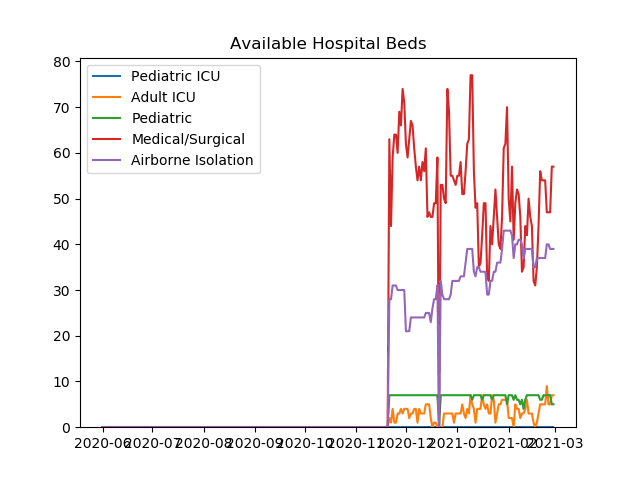 Available Hospital Beds
80
70
60
50
40
30
20
10
0
Pediatric ICU
Adult ICU
Pediatric
Medical/Surgical
Airborne Isolation
2020-06 2020-07 2020-08 2020-09 2020-10 2020-11 2020-12 2021-01 2021-02 2021-03